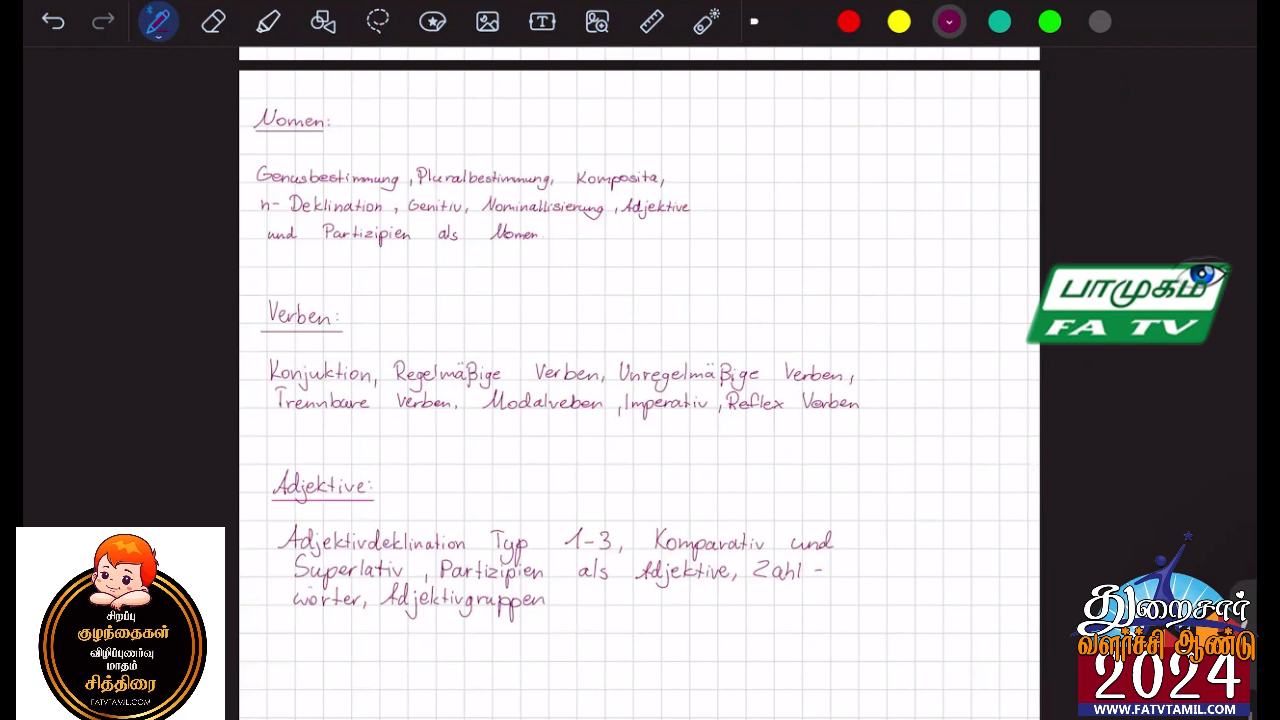 Nomen:
Genusbestimmung, Pluralbestimmung, Komposita,
n-Deklination, Genitiv, Nominallisierung, Adjektive
und Partizipien als Nomen
Verben:
Konjuktion, Regelmäßige Verben, Unregelmäßige Verben,
Trennbare Verben, Modalveben, Imperativ, Reflex Verben
Adjektive:
Adjektivdeklination Typ 1-3, Komparativ und
Superlativ, Partizipien als Adjektive, Zahl-
wörter, Adjektivgruppen
பாமுகம்
FA TV
சிறப்பு
குழந்தைகள்
விழிப்புணர்வு
மாதம்
சித்திரை
FATVTAMIL.COM
துறைசார்
வளர்ச்சி ஆண்டு
2024
WWW.FATVTAMIL.COM